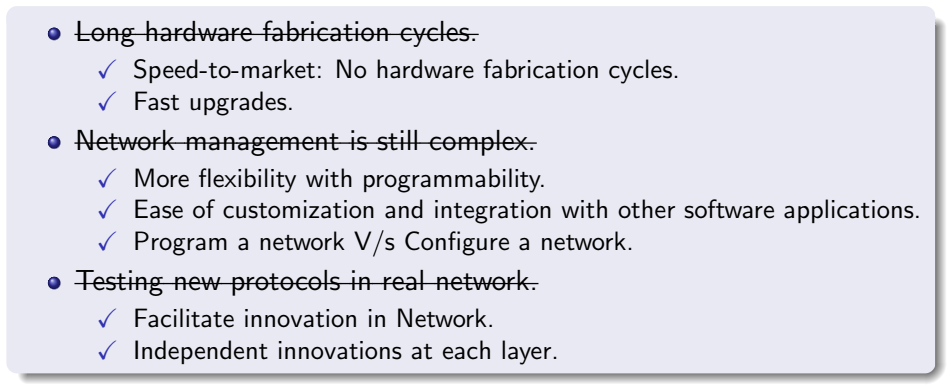 Long hardware fabrication cycles.
✓ Speed-to-market: No hardware fabrication cycles.
✓ Fast upgrades.
Network management is still complex.
✓ More flexibility with programmability.
✓ Ease of customization and integration with other software applications.
✓ Program a network V/s Configure a network.
Testing new protocols in real network.
✓ Facilitate innovation in Network.
✓ Independent innovations at each layer.